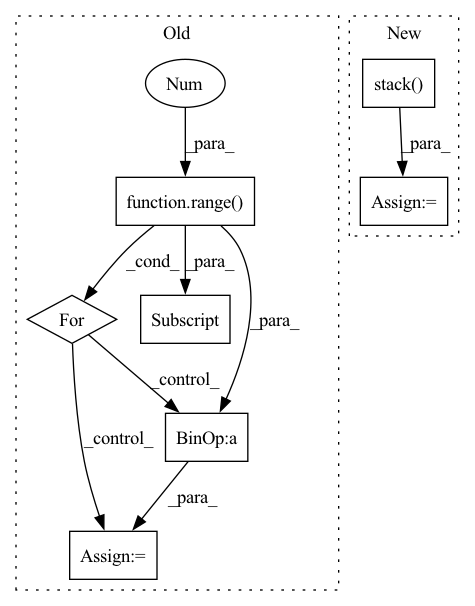 Old
New
Num
stack()
_para_
_para_
function.range()
Assign:=
_cond_
_para_
_para_
For
Subscript
_control_
_control_
BinOp:a
_para_
Assign:=